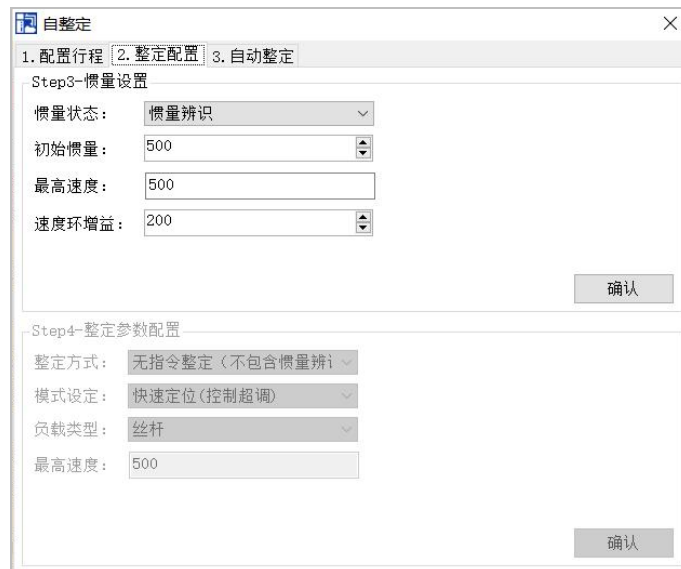 自整定
1.配置行程 2.整定配置 3.自动整定
Step3-惯量设置
惯量状态： 惯量辨识
初始惯量： 500
最高速度： 500
速度环增益： 200
确认
Step4-整定参数配置
整定方式： 无指令整定（不包含惯量辨
模式设定： 快速定位(控制超调)
负载类型： 丝杆
最高速度： 500
确认